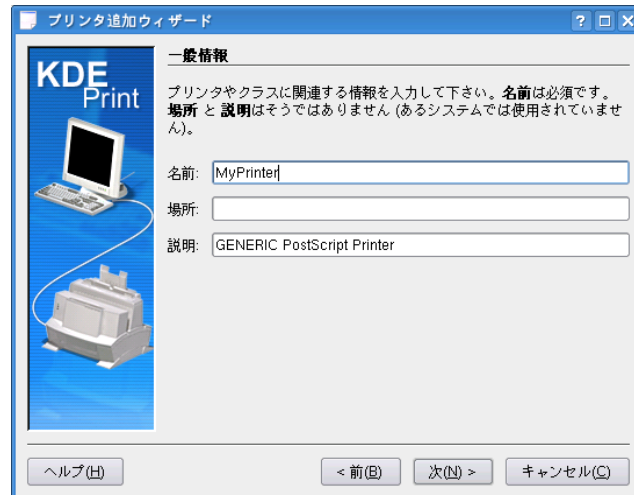 プリンタ追加ウィザード
KDE
Print
一般情報
プリンタやクラスに関連する情報を入力して下さい。名前は必須です。
場所 と 説明はそうではありません (あるシステムでは使用されていませ
ん)。
名前: MyPrinter
場所:
説明: GENERIC PostScript Printer
ヘルプ(H) < 前(B) 次(N) > キャンセル(C)